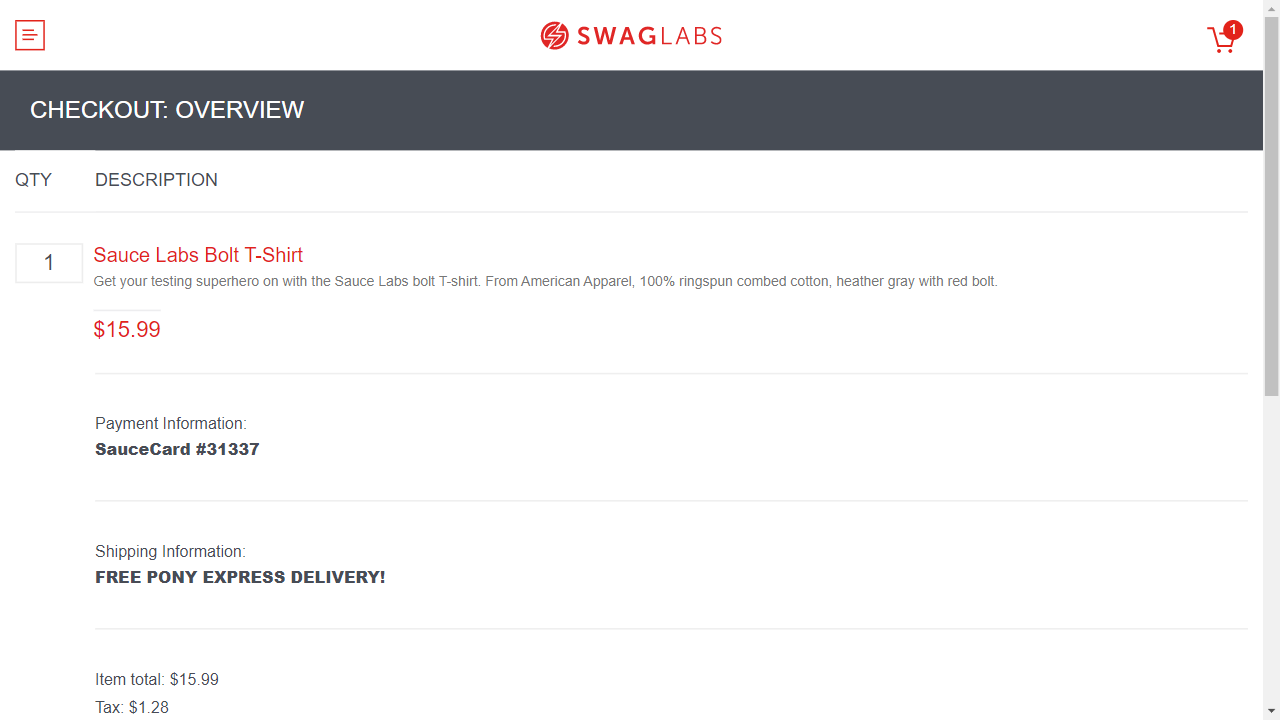 SWAGLABS
1
CHECKOUT: OVERVIEW
QTY DESCRIPTION
1
Sauce Labs Bolt T-Shirt
Get your testing superhero on with the Sauce Labs bolt T-shirt. From American Apparel, 100% ringspun combed cotton, heather gray with red bolt.
$15.99
Payment Information:
SauceCard #31337
Shipping Information:
FREE PONY EXPRESS DELIVERY!
Item total: $15.99
Tax: $1.28